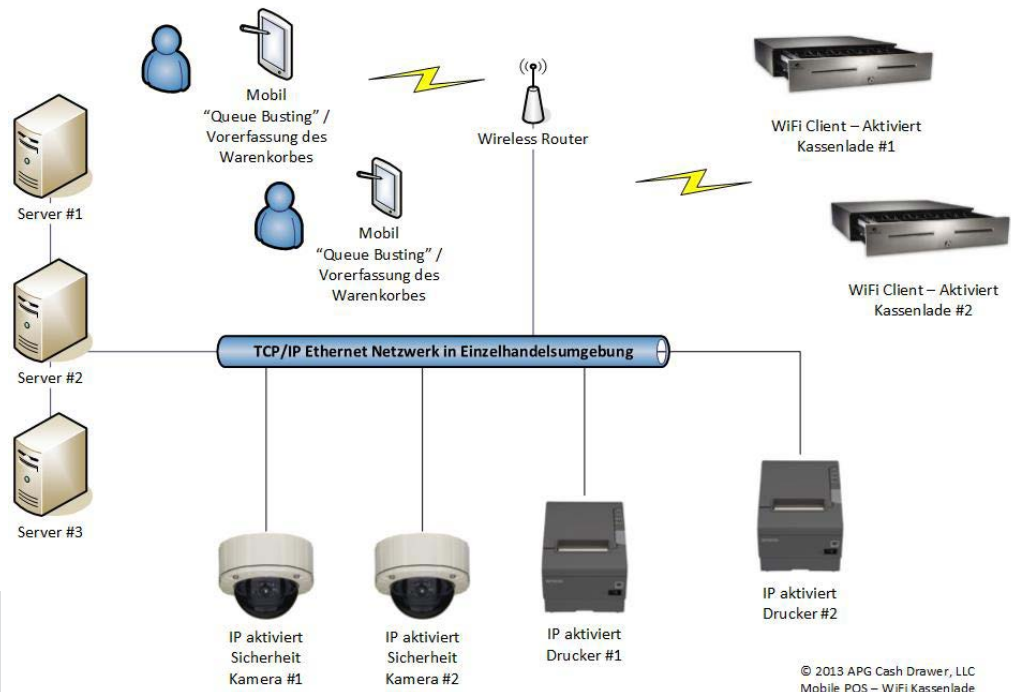 Mobil
“Queue Busting” /
Vorerfassung des
Warenkorbes
Wireless Router
WiFi Client – Aktiviert
Kassenlade #1
Server #1
Mobil
“Queue Busting” /
Vorerfassung des
Warenkorbes
WiFi Client – Aktiviert
Kassenlade #2
TCP/IP Ethernet Netzwerk in Einzelhandelsumgebung
Server #2
Server #3
IP aktiviert
Sicherheit
Kamera #1
IP aktiviert
Sicherheit
Kamera #2
IP aktiviert
Drucker #1
IP aktiviert
Drucker #2
© 2013 APG Cash Drawer, LLC
Mobile POS – WiFi Kassenlade